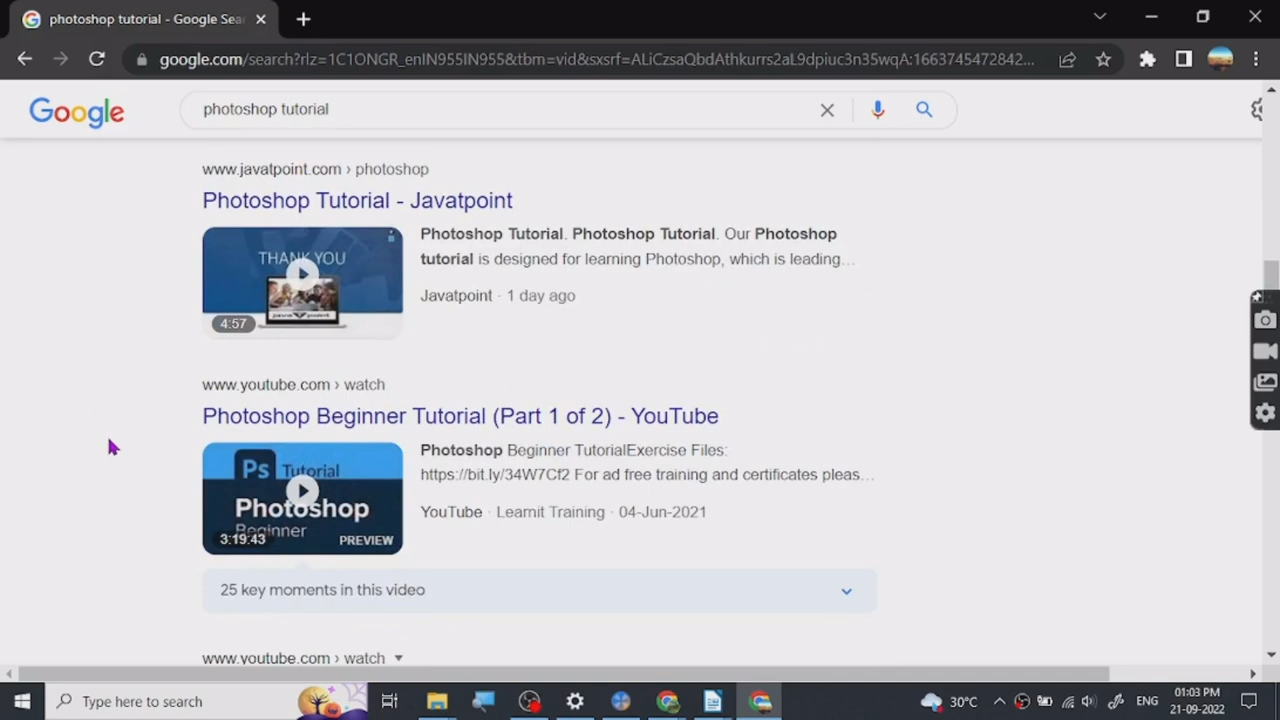 photoshop tutorial - Google Sea
google.com/search?rlz=1C1ONGR_enIN955IN955&tbm=vid&sxsrf=ALiCzsaQbdAthkurrs2aL9dpiuc3n35wqA:1663745472842...
Google
photoshop tutorial
www.javatpoint.com › photoshop
Photoshop Tutorial - Javatpoint
THANK YOU
4:57
Photoshop Tutorial. Photoshop Tutorial. Our Photoshop
tutorial is designed for learning Photoshop, which is leading...
Javatpoint · 1 day ago
www.youtube.com › watch
Photoshop Beginner Tutorial (Part 1 of 2) - YouTube
Ps Tutorial
Photoshop
Beginner
3:19:43
PREVIEW
Photoshop Beginner TutorialExercise Files:
https://bit.ly/34W7Cf2 For ad free training and certificates pleas...
YouTube · Learnit Training · 04-Jun-2021
25 key moments in this video
www.youtube.com › watch
Type here to search
30°C
ENG
01:03 PM
21-09-2022